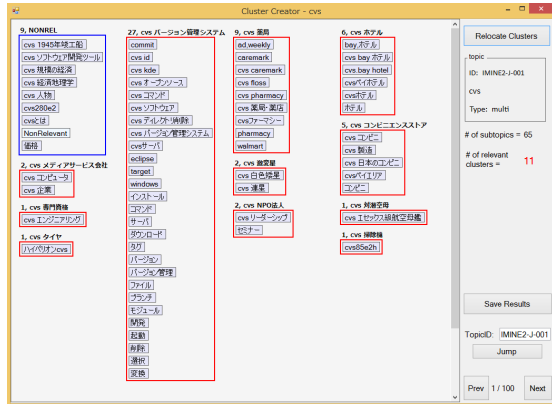 Cluster Creator - cvs
9, NONREL
cvs 1945年竣工船
cvs ソフトウェア開発ツール
cvs 規模の経済
cvs 経済地理学
cvs 人物
cvs280e2
cvsとは
NonRelevant
価格
2, cvs メディアサービス会社
cvs コンピュータ
cvs 企業
1, cvs 専門資格
cvs エンジニアリング
1, cvs タイヤ
ハイパリオンcvs
27, cvs バージョン管理システム
commit
cvs id
cvs kde
cvs オープンソース
cvs コマンド
cvs ソフトウェア
cvs ディレクトリ削除
cvs バージョン管理システム
cvsサーバ
eclipse
target
windows
インストール
コマンド
サーバ
ダウンロード
タグ
バージョン
バージョン管理
ファイル
ブランチ
モジュール
開発
起動
削除
選択
変換
9, cvs 薬局
ad,weekly
caremark
cvs caremark
cvs floss
cvs pharmacy
cvs 薬局・薬店
cvsファーマシー
pharmacy
walmart
2, cvs 激変星
cvs 白色矮星
cvs 連星
2, cvs NPO法人
cvs リーダーシップ
セミナー
6, cvs ホテル
bay,ホテル
cvs bay ホテル
cvs bay hotel
cvsベイホテル
cvsホテル
ホテル
5, cvs コンビニエンスストア
cvs コンビニ
cvs 製造
cvs 日本のコンビニ
cvsベイエリア
コンビニ
1, cvs 対潜空母
cvs エセックス級航空母艦
1, cvs 掃除機
cvs85e2h
Relocate Clusters
topic
ID: IMINE2-J-001
cvs
Type: multi
# of subtopics = 65
# of relevant
clusters = 11
Save Results
TopicID: IMINE2-J-001
Jump
Prev 1 / 100 Next